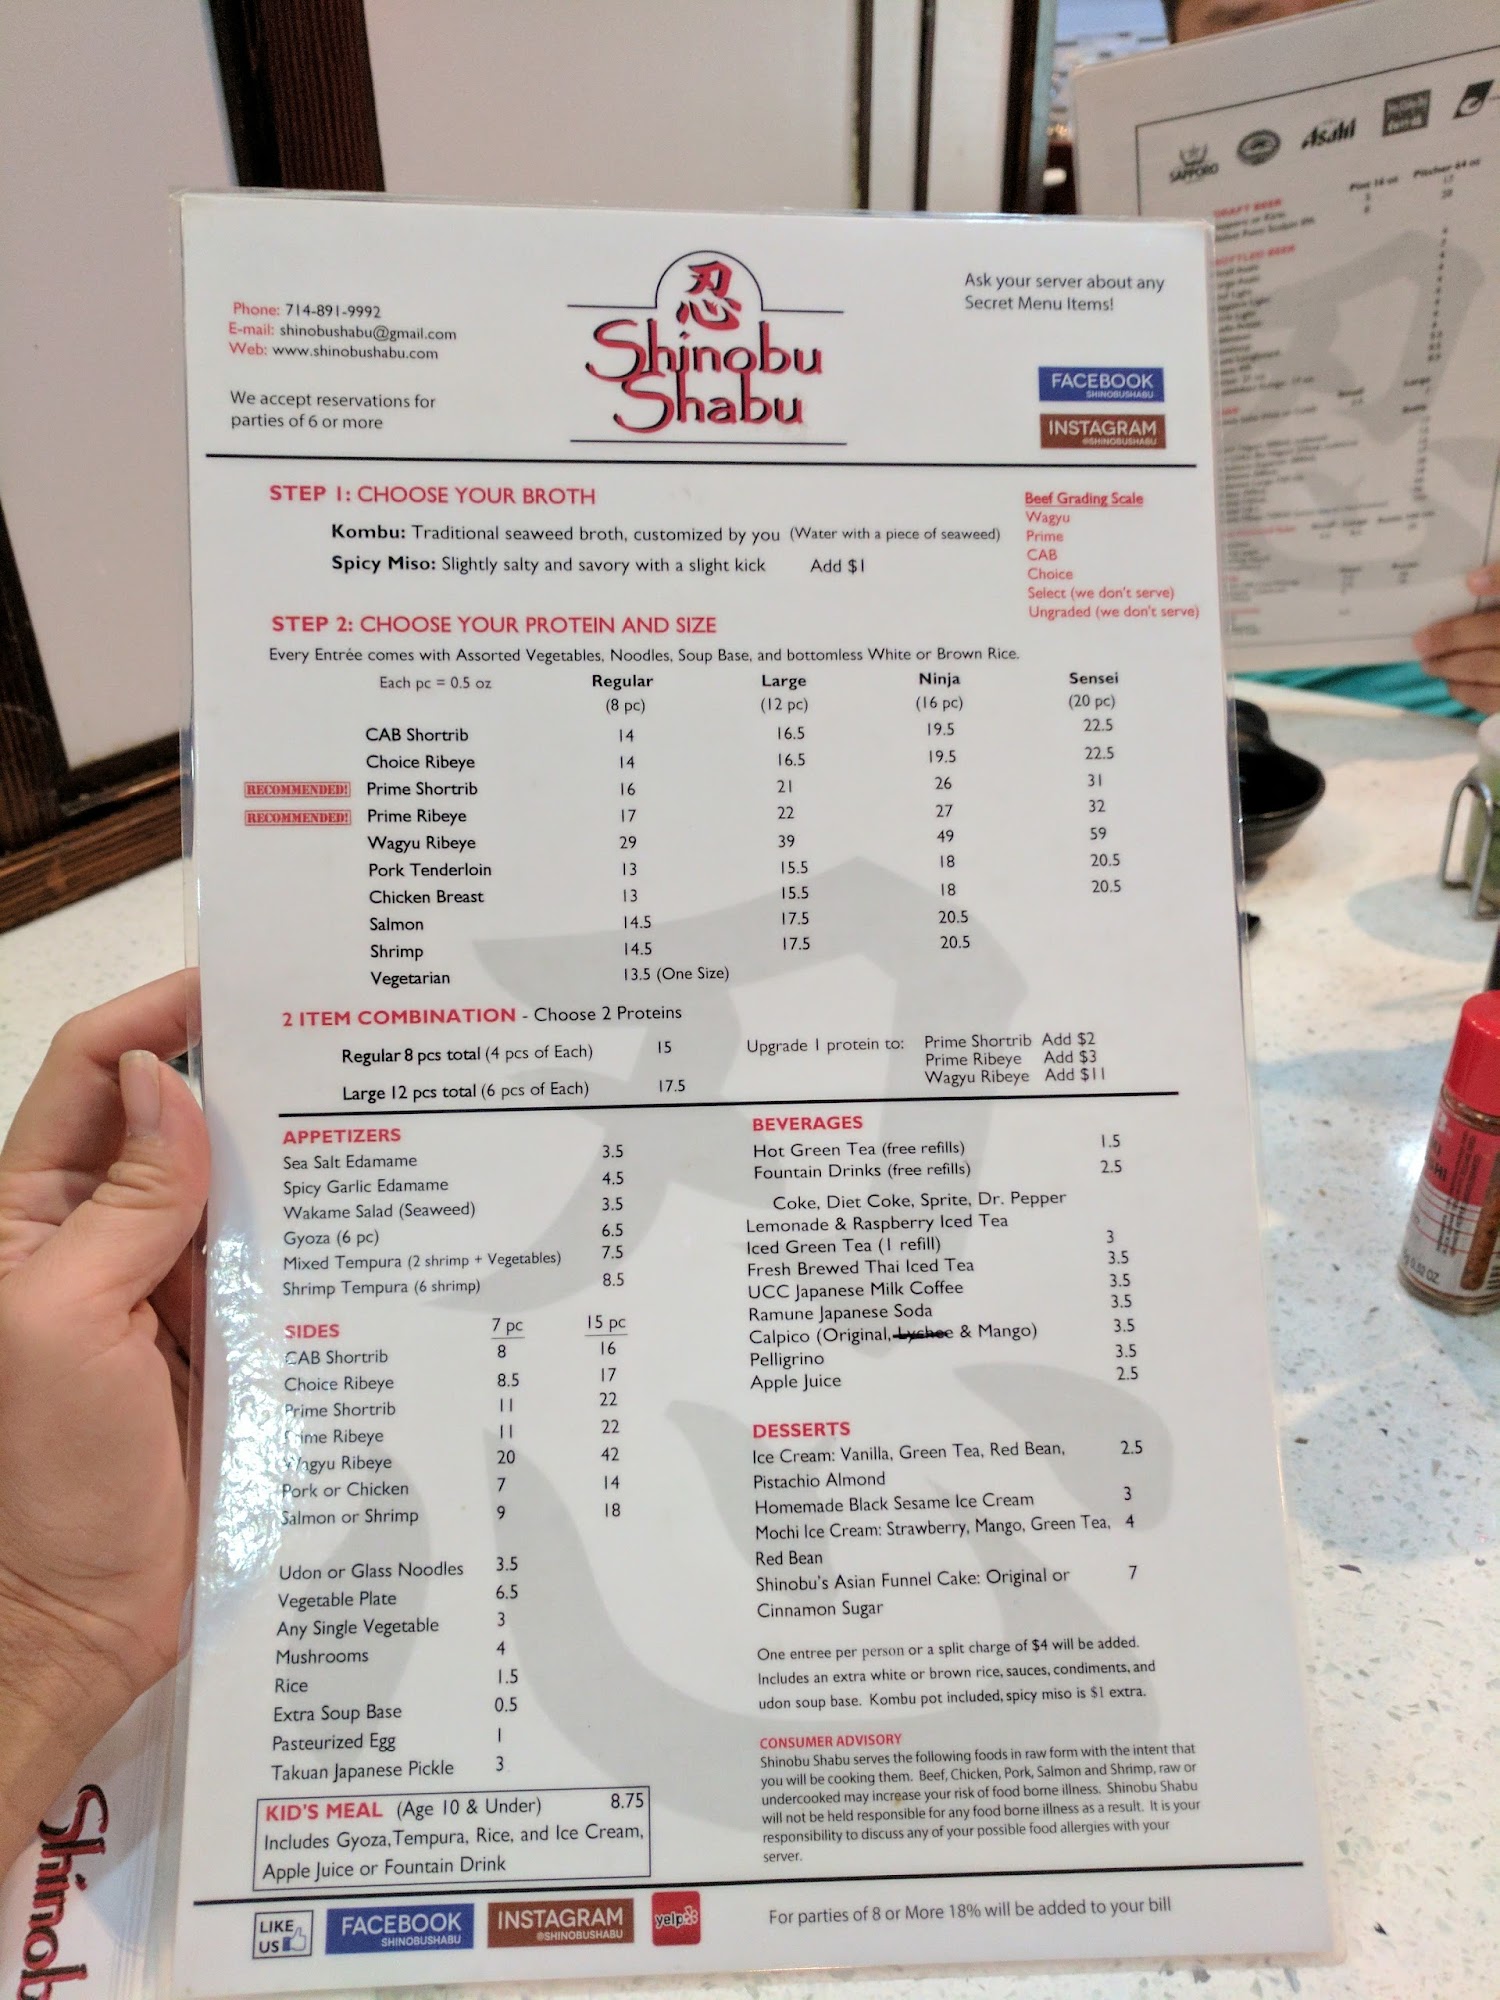 忍
Shinobu
Shabu
Phone: 714-891-9992
E-mail: shinobushabu@gmail.com
Web: www.shinobushabu.com
We accept reservations for
parties of 6 or more
Ask your server about any
Secret Menu Items!
FACEBOOK
SHINOBUSHABU
INSTAGRAM
@SHINOBUSHABU
STEP 1: CHOOSE YOUR BROTH
Kombu: Traditional seaweed broth, customized by you (Water with a piece of seaweed)
Spicy Miso: Slightly salty and savory with a slight kick Add $1
Beef Grading Scale
Wagyu
Prime
CAB
Choice
Select (we don't serve)
Ungraded (we don't serve)
STEP 2: CHOOSE YOUR PROTEIN AND SIZE
Every Entrée comes with Assorted Vegetables, Noodles, Soup Base, and bottomless White or Brown Rice.
Each pc = 0.5 oz Regular Large Ninja Sensei
(8 pc) (12 pc) (16 pc) (20 pc)
CAB Shortrib 14 16.5 19.5 22.5
Choice Ribeye 14 16.5 19.5 22.5
RECOMMENDED! Prime Shortrib 16 21 26 31
RECOMMENDED! Prime Ribeye 17 22 27 32
Wagyu Ribeye 29 39 49 59
Pork Tenderloin 13 15.5 18 20.5
Chicken Breast 13 15.5 18 20.5
Salmon 14.5 17.5 20.5
Shrimp 14.5 17.5 20.5
Vegetarian 13.5 (One Size)
2 ITEM COMBINATION - Choose 2 Proteins
Regular 8 pcs total (4 pcs of Each) 15
Large 12 pcs total (6 pcs of Each) 17.5
Upgrade 1 protein to: Prime Shortrib Add $2
Prime Ribeye Add $3
Wagyu Ribeye Add $11
APPETIZERS
Sea Salt Edamame 3.5
Spicy Garlic Edamame 4.5
Wakame Salad (Seaweed) 3.5
Gyoza (6 pc) 6.5
Mixed Tempura (2 shrimp + Vegetables) 7.5
Shrimp Tempura (6 shrimp) 8.5
SIDES 7 pc 15 pc
CAB Shortrib 8 16
Choice Ribeye 8.5 17
Prime Shortrib 11 22
Prime Ribeye 11 22
Wagyu Ribeye 20 42
Pork or Chicken 7 14
Salmon or Shrimp 9 18
Udon or Glass Noodles 3.5
Vegetable Plate 6.5
Any Single Vegetable 3
Mushrooms 4
Rice 1.5
Extra Soup Base 0.5
Pasteurized Egg 1
Takuan Japanese Pickle 3
KID'S MEAL (Age 10 & Under) 8.75
Includes Gyoza, Tempura, Rice, and Ice Cream,
Apple Juice or Fountain Drink
BEVERAGES
Hot Green Tea (free refills) 1.5
Fountain Drinks (free refills) 2.5
Coke, Diet Coke, Sprite, Dr. Pepper
Lemonade & Raspberry Iced Tea
Iced Green Tea (1 refill) 3
Fresh Brewed Thai Iced Tea 3.5
UCC Japanese Milk Coffee 3.5
Ramune Japanese Soda 3.5
Calpico (Original, Lychee & Mango) 3.5
Pelligrino 3.5
Apple Juice 2.5
DESSERTS
Ice Cream: Vanilla, Green Tea, Red Bean, 2.5
Pistachio Almond
Homemade Black Sesame Ice Cream 3
Mochi Ice Cream: Strawberry, Mango, Green Tea, 4
Red Bean
Shinobu's Asian Funnel Cake: Original or 7
Cinnamon Sugar
One entree per person or a split charge of $4 will be added.
Includes an extra white or brown rice, sauces, condiments, and
udon soup base. Kombu pot included, spicy miso is $1 extra.
CONSUMER ADVISORY
Shinobu Shabu serves the following foods in raw form with the intent that
you will be cooking them. Beef, Chicken, Pork, Salmon and Shrimp, raw or
undercooked may increase your risk of food borne illness. Shinobu Shabu
will not be held responsible for any food borne illness as a result. It is your
responsibility to discuss any of your possible food allergies with your
server.
LIKE
US
FACEBOOK
SHINOBUSHABU
INSTAGRAM
@SHINOBUSHABU
yelp
For parties of 8 or More 18% will be added to your bill
SAPPORO
Asahi
Pint 16 oz Pitcher 64 oz
DRAFT BEER
BOTTLED BEER
Shinob